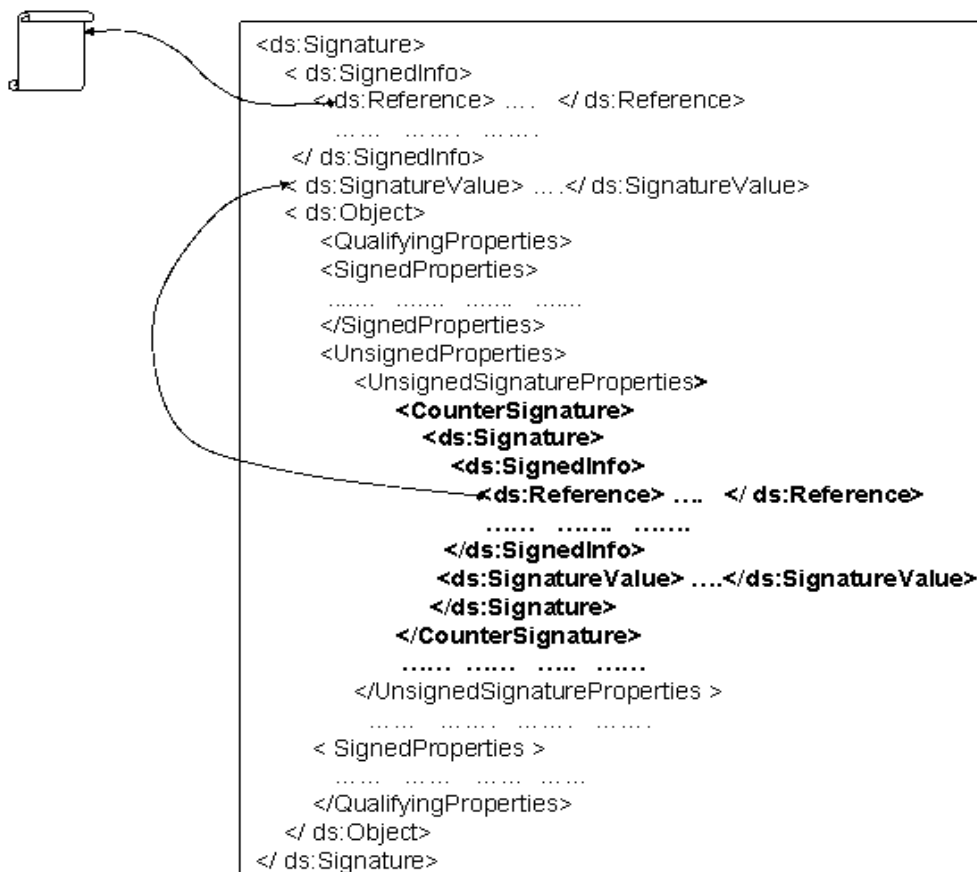 <ds:Signature>
< ds:SignedInfo>
< ds:Reference> .... </ ds:Reference>
...... ....... .......
</ ds:SignedInfo>
< ds:SignatureValue> ....</ ds:SignatureValue>
< ds:Object>
<QualifyingProperties>
<SignedProperties>
....... ....... ....... .......
</SignedProperties>
<UnsignedProperties>
<UnsignedSignatureProperties>
<CounterSignature>
<ds:Signature>
<ds:SignedInfo>
<ds:Reference> .... </ ds:Reference>
...... ....... .......
</ds:SignedInfo>
<ds:SignatureValue> ....</ds:SignatureValue>
</ds:Signature>
</CounterSignature>
...... ...... ..... ......
</UnsignedSignatureProperties >
...... ....... ....... .......
< SignedProperties >
...... ...... ...... ......
</QualifyingProperties>
</ ds:Object>
</ ds:Signature>